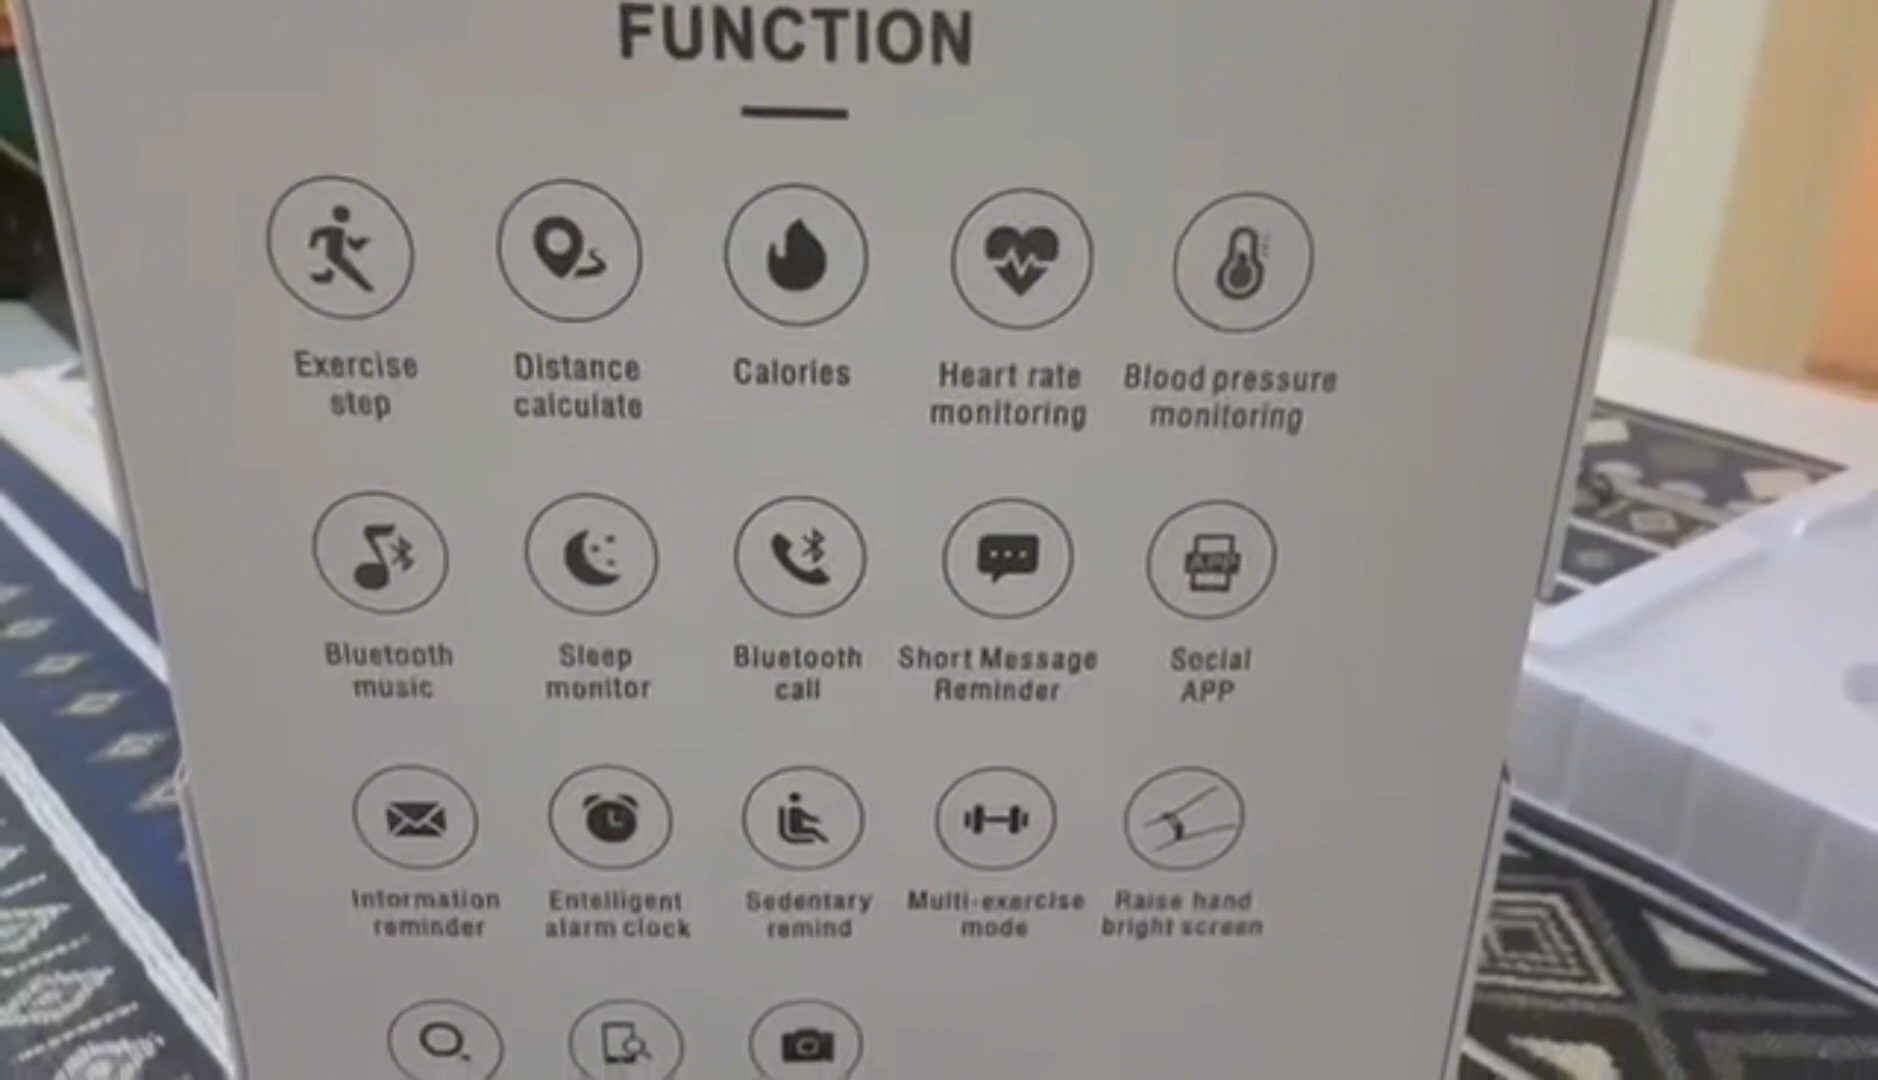 FUNCTION
Exercise
step
Distance
calculate
Calories
Heart rate
monitoring
Blood pressure
monitoring
Bluetooth
music
Sleep
monitor
Bluetooth
call
Short Message
Reminder
APP
Social
APP
Information
reminder
Entelligent
alarm clock
Sedentary
remind
Multi-exercise
mode
Raise hand
bright screen